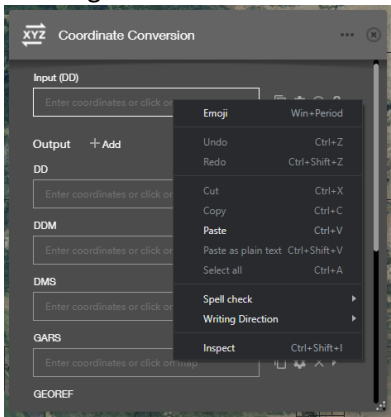 XYZ Coordinate Conversion
Input (DD)
Enter coordinates or click on
Emoji Win+Period
Output + Add
Undo Ctrl+Z
Redo Ctrl+Shift+Z
DD
Enter coordinates or click or
Cut Ctrl+X
Copy Ctrl+C
DDM
Paste Ctrl+V
Enter coordinates or click or
Paste as plain text Ctrl+Shift+V
Select all Ctrl+A
DMS
Enter coordinates or click or
Spell check
Writing Direction
GARS
Inspect Ctrl+Shift+I
Enter coordinates or click on map
GEOREF